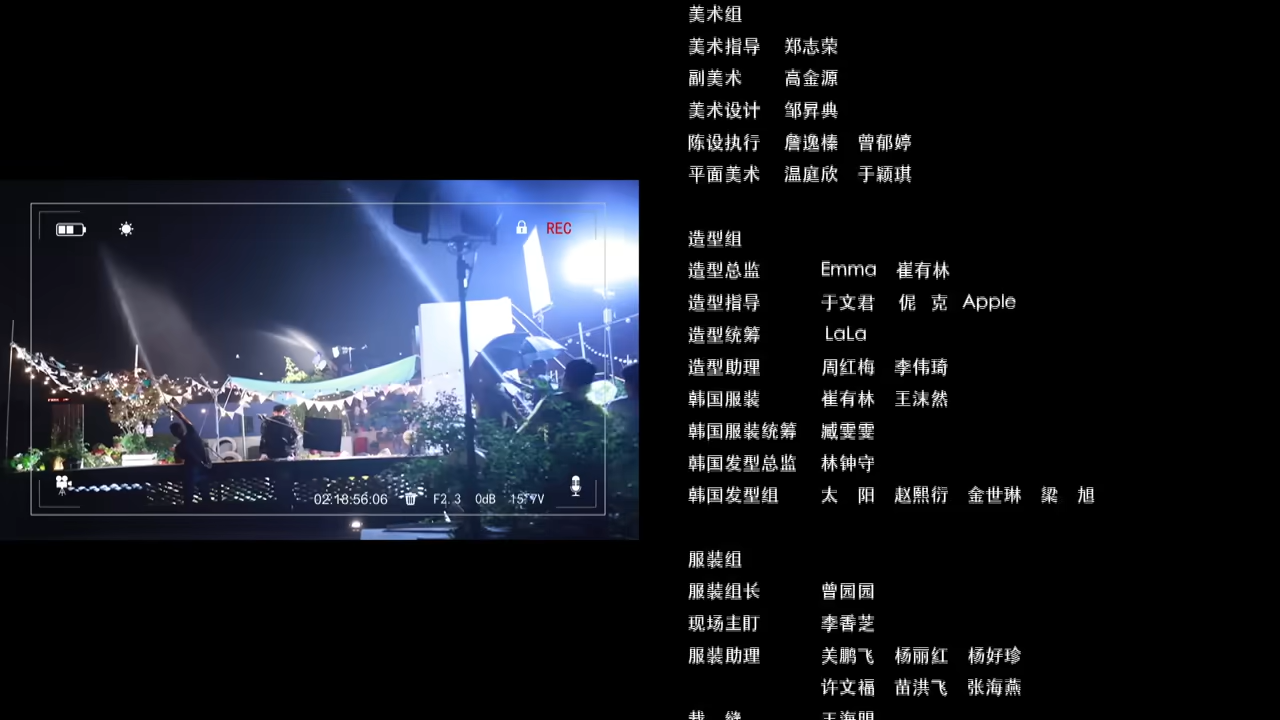 REC
02:18:56:06 F2.3 0dB 15.7V
美术组
美术指导 郑志荣
副美术 高金源
美术设计 邹昇典
陈设执行 詹逸榛 曾郁婷
平面美术 温庭欣 于颖琪
造型组
造型总监 Emma 崔有林
造型指导 于文君 伲 克 Apple
造型统筹 LaLa
造型助理 周红梅 李伟琦
韩国服装 崔有林 王沫然
韩国服装统筹 臧雯雯
韩国发型总监 林钟守
韩国发型组 太 阳 赵熙衍 金世琳 梁 旭
服装组
服装组长 曾园园
现场主盯 李香芝
服装助理 关鹏飞 杨丽红 杨好珍
许文福 苗洪飞 张海燕
裁 缝 王海明